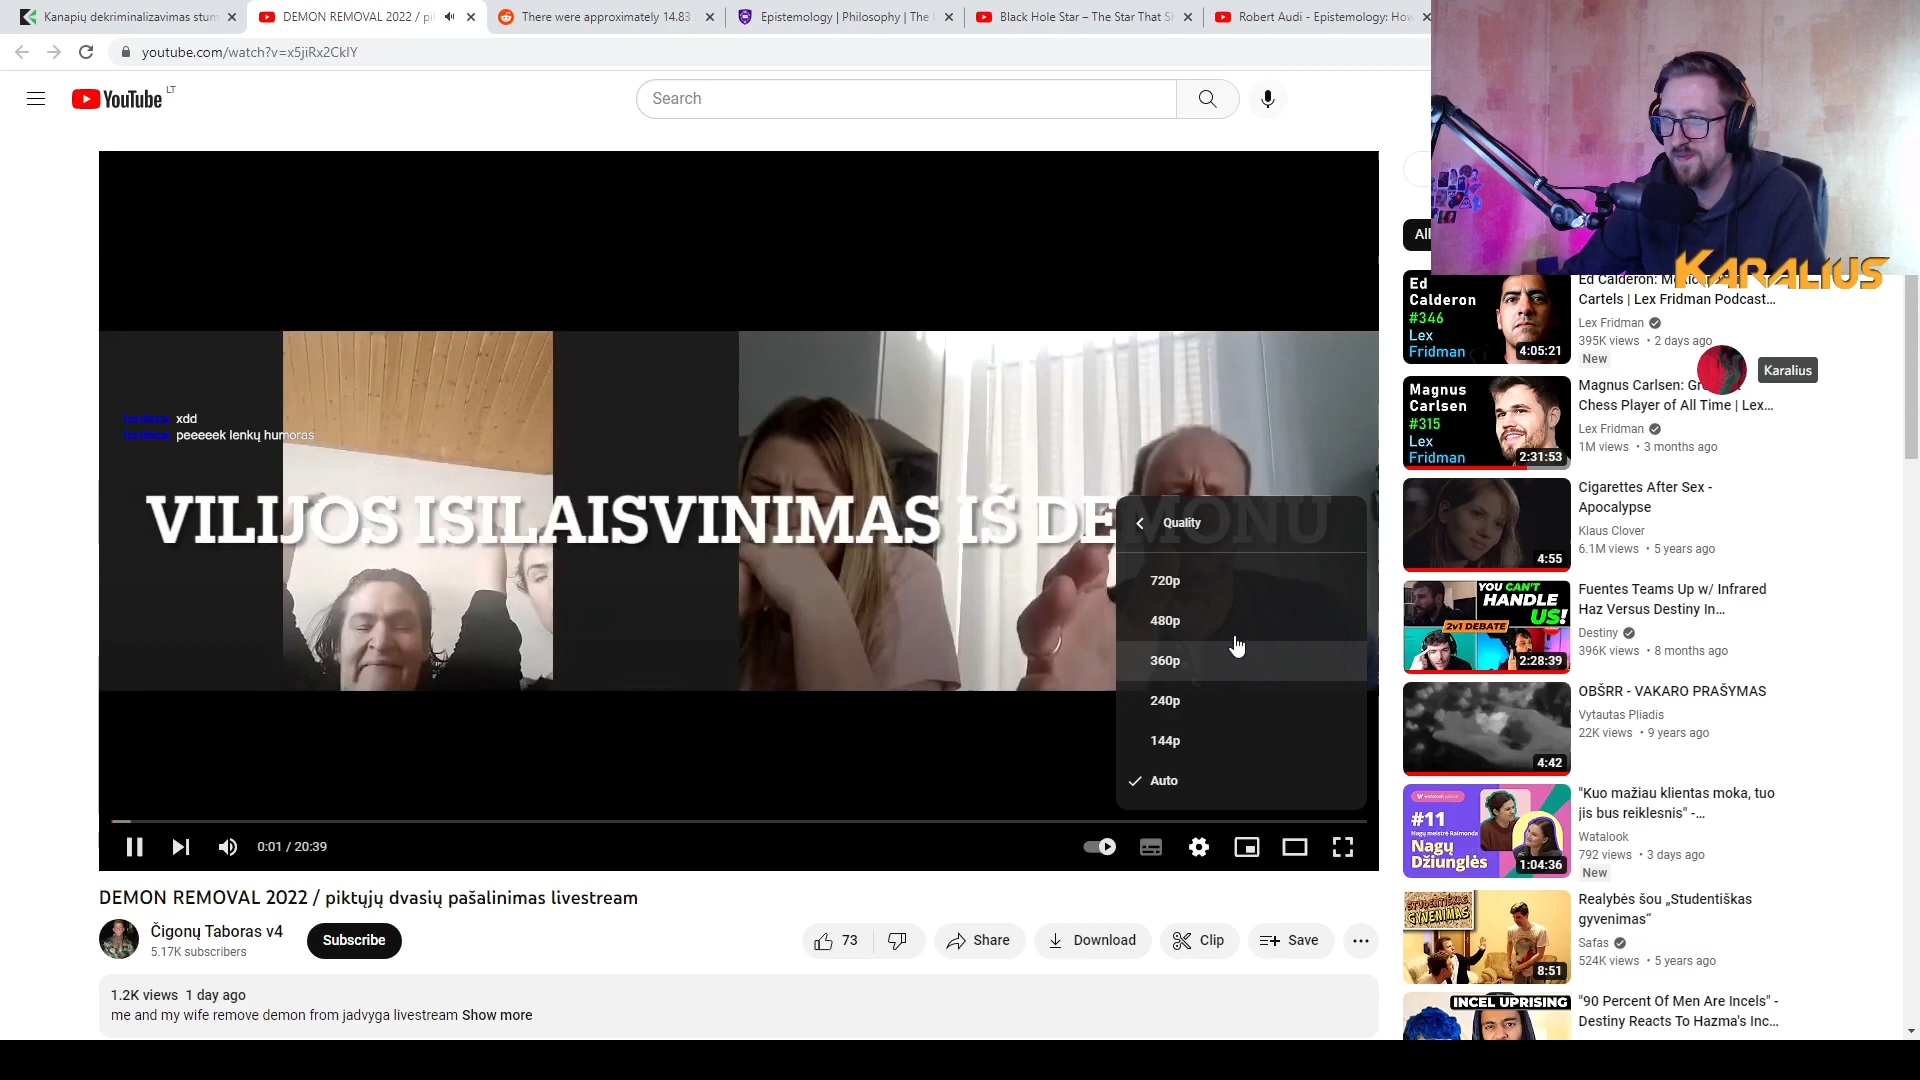 Kanapių dekriminalizavimas stum
DEMON REMOVAL 2022 / pi
There were approximately 14.83
Epistemology | Philosophy | The
Black Hole Star – The Star That S
Robert Audi - Epistemology: How
youtube.com/watch?v=x5jiRx2CkIY
YouTube
LT
Search
All
KARALIUS
Karalius
xdd
peeeeek lenkų humoras
VILIJOS ISILAISVINIMAS IŠ DEMONU
Quality
720p
480p
360p
240p
144p
Auto
0:01 / 20:39
DEMON REMOVAL 2022 / piktųjų dvasių pašalinimas livestream
Čigonų Taboras v4
5.17K subscribers
Subscribe
73
Share
Download
Clip
Save
1.2K views 1 day ago
me and my wife remove demon from jadvyga livestream Show more
Ed
Calderon
#346
Lex
Fridman
4:05:21
Ed Calderon:
Cartels | Lex Fridman Podcast...
Lex Fridman
395K views • 2 days ago
New
Magnus
Carlsen
#315
Lex
Fridman
2:31:53
Magnus Carlsen:
Chess Player of All Time | Lex...
Lex Fridman
1M views • 3 months ago
4:55
Cigarettes After Sex -
Apocalypse
Klaus Clover
6.1M views • 5 years ago
YOU CAN'T
HANDLE
US!
2v1 DEBATE
2:28:39
Fuentes Teams Up w/ Infrared
Haz Versus Destiny In...
Destiny
396K views • 8 months ago
4:42
OBŠRR - VAKARO PRAŠYMAS
Vytautas Pliadis
22K views • 9 years ago
#11
Nagų meistrė Raimonda
Nagų
Džiunglės
1:04:36
"Kuo mažiau klientas moka, tuo
jis bus reiklesnis" -...
Watalook
792 views • 3 days ago
New
STUDENTIŠKAS
GYVENIMAS
8:51
Realybės šou „Studentiškas
gyvenimas“
Safas
524K views • 5 years ago
INCEL UPRISING
"90 Percent Of Men Are Incels" -
Destiny Reacts To Hazma's Inc...